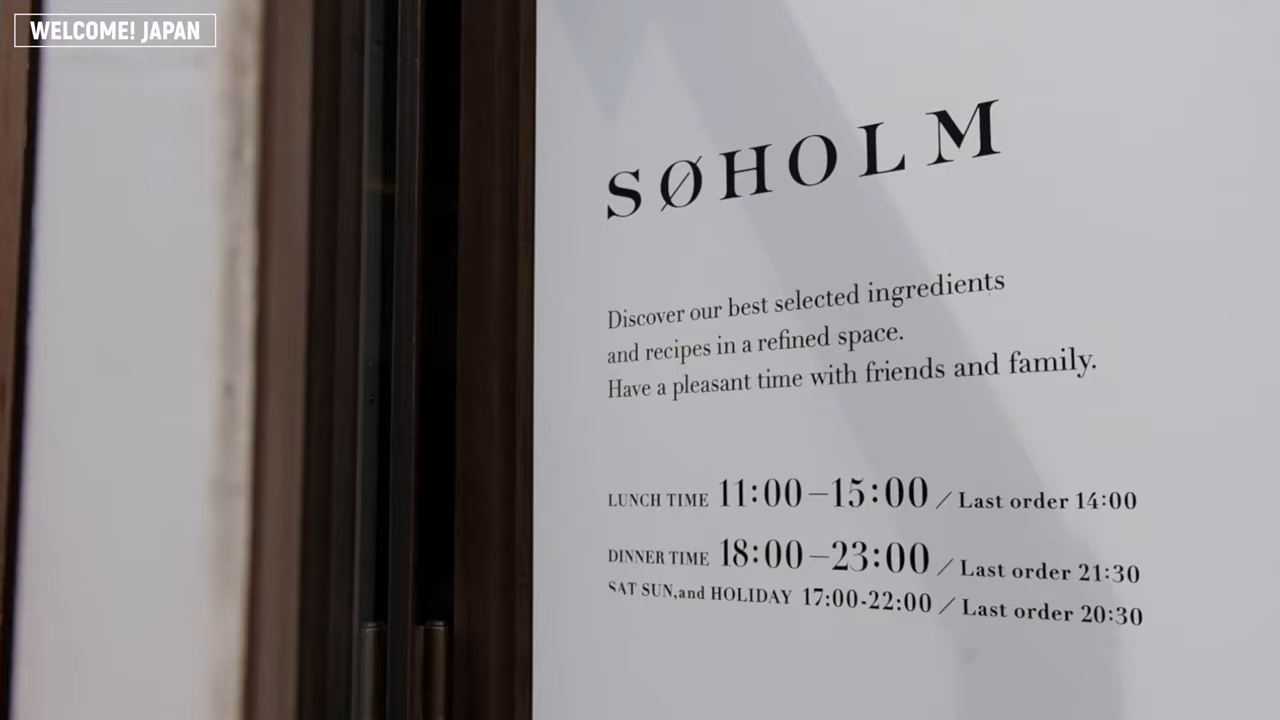 WELCOME! JAPAN
SØHOLM
Discover our best selected ingredients
and recipes in a refined space.
Have a pleasant time with friends and family.
LUNCH TIME 11:00–15:00 / Last order 14:00
DINNER TIME 18:00–23:00 / Last order 21:30
SAT SUN,and HOLIDAY 17:00-22:00 / Last order 20:30